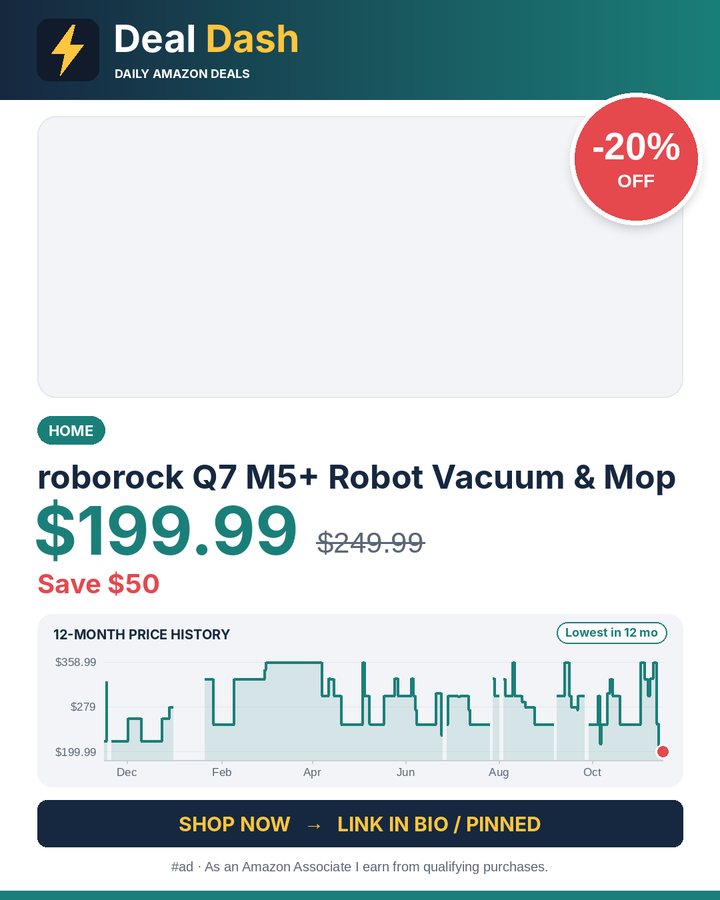 Deal Dash
DAILY AMAZON DEALS
-20%
OFF
HOME
roborock Q7 M5+ Robot Vacuum & Mop
$199.99 $249.99
Save $50
12-MONTH PRICE HISTORY
Lowest in 12 mo
$358.99
$279
$199.99
Dec Feb Apr Jun Aug Oct
SHOP NOW → LINK IN BIO / PINNED
#ad · As an Amazon Associate I earn from qualifying purchases.